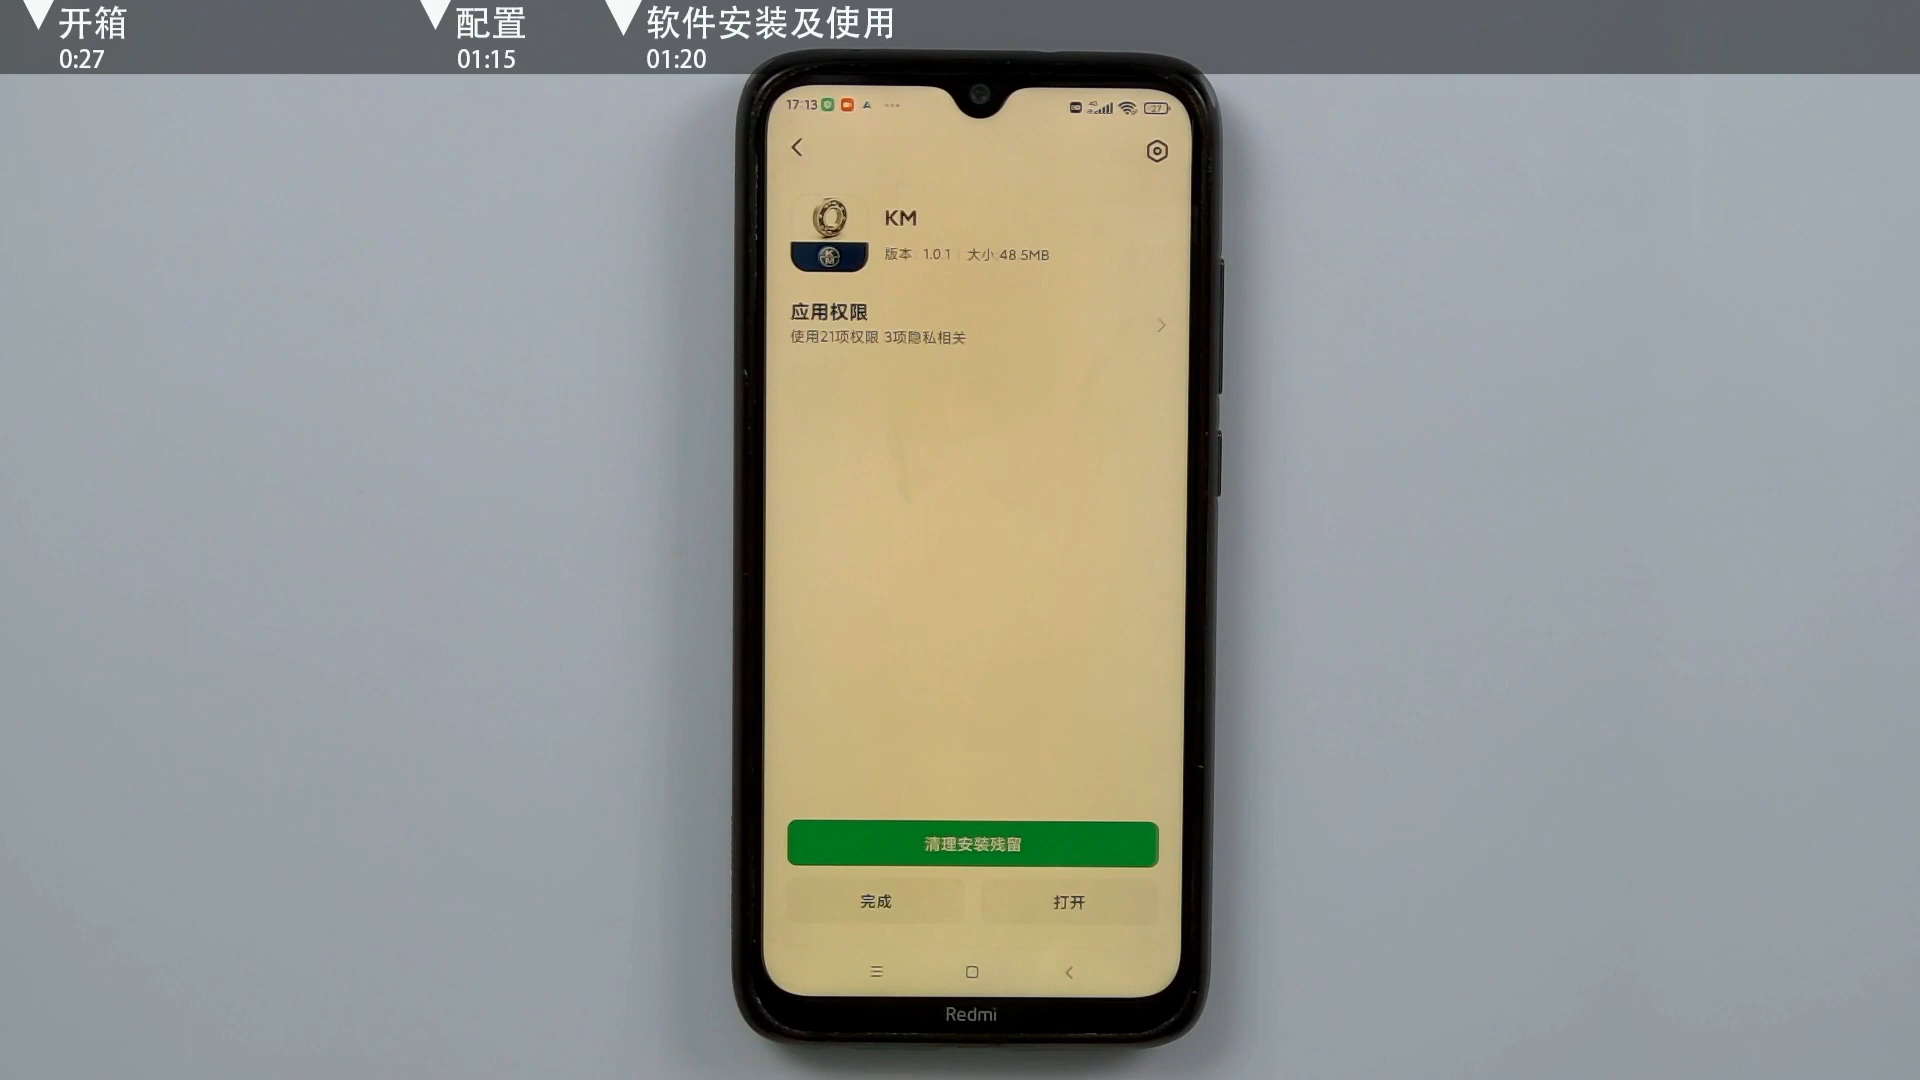 开箱
0:27
配置
01:15
软件安装及使用
01:20
17:13
4G
27
KM
版本 1.0.1 大小:48.5MB
应用权限
使用21项权限 3项隐私相关
清理安装残留
完成
打开
Redmi